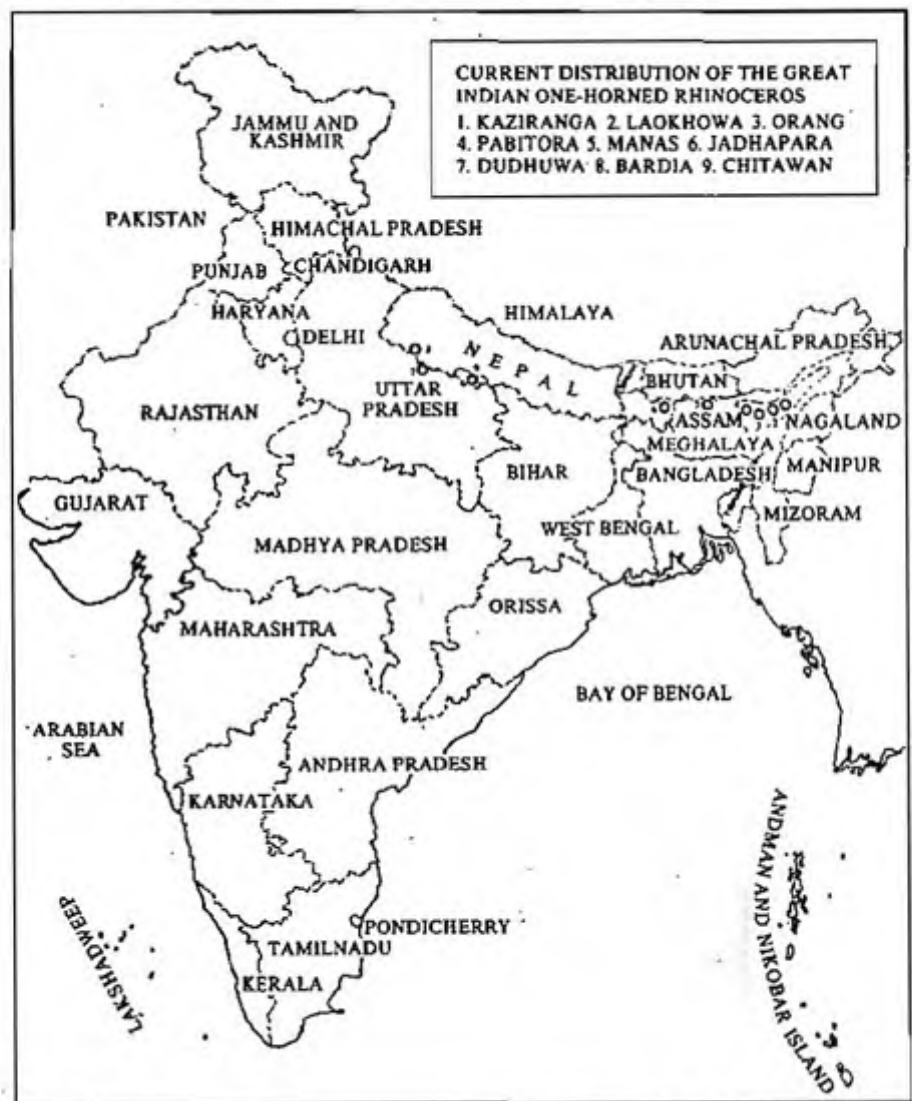 CURRENT DISTRIBUTION OF THE GREAT
INDIAN ONE-HORNED RHINOCEROS
1. KAZIRANGA 2. LAOKHOWA 3. ORANG
4. PABITORA 5. MANAS 6. JADHAPARA
7. DUDHUWA 8. BARDIA 9. CHITAWAN
JAMMU AND
KASHMIR
PAKISTAN
HIMACHAL PRADESH
PUNJAB
CHANDIGARH
HARYANA
DELHI
HIMALAYA
NEPAL
ARUNACHAL PRADESH
BHUTAN
RAJASTHAN
UTTAR
PRADESH
ASSAM
NAGALAND
MEGHALAYA
BIHAR
BANGLADESH
MANIPUR
GUJARAT
MIZORAM
WEST BENGAL
MADHYA PRADESH
ORISSA
MAHARASHTRA
BAY OF BENGAL
ARABIAN
SEA
ANDHRA PRADESH
KARNATAKA
LAKSHADWEEP
PONDICHERRY
TAMILNADU
KERALA
ANDMAN AND NIKOBAR ISLAND